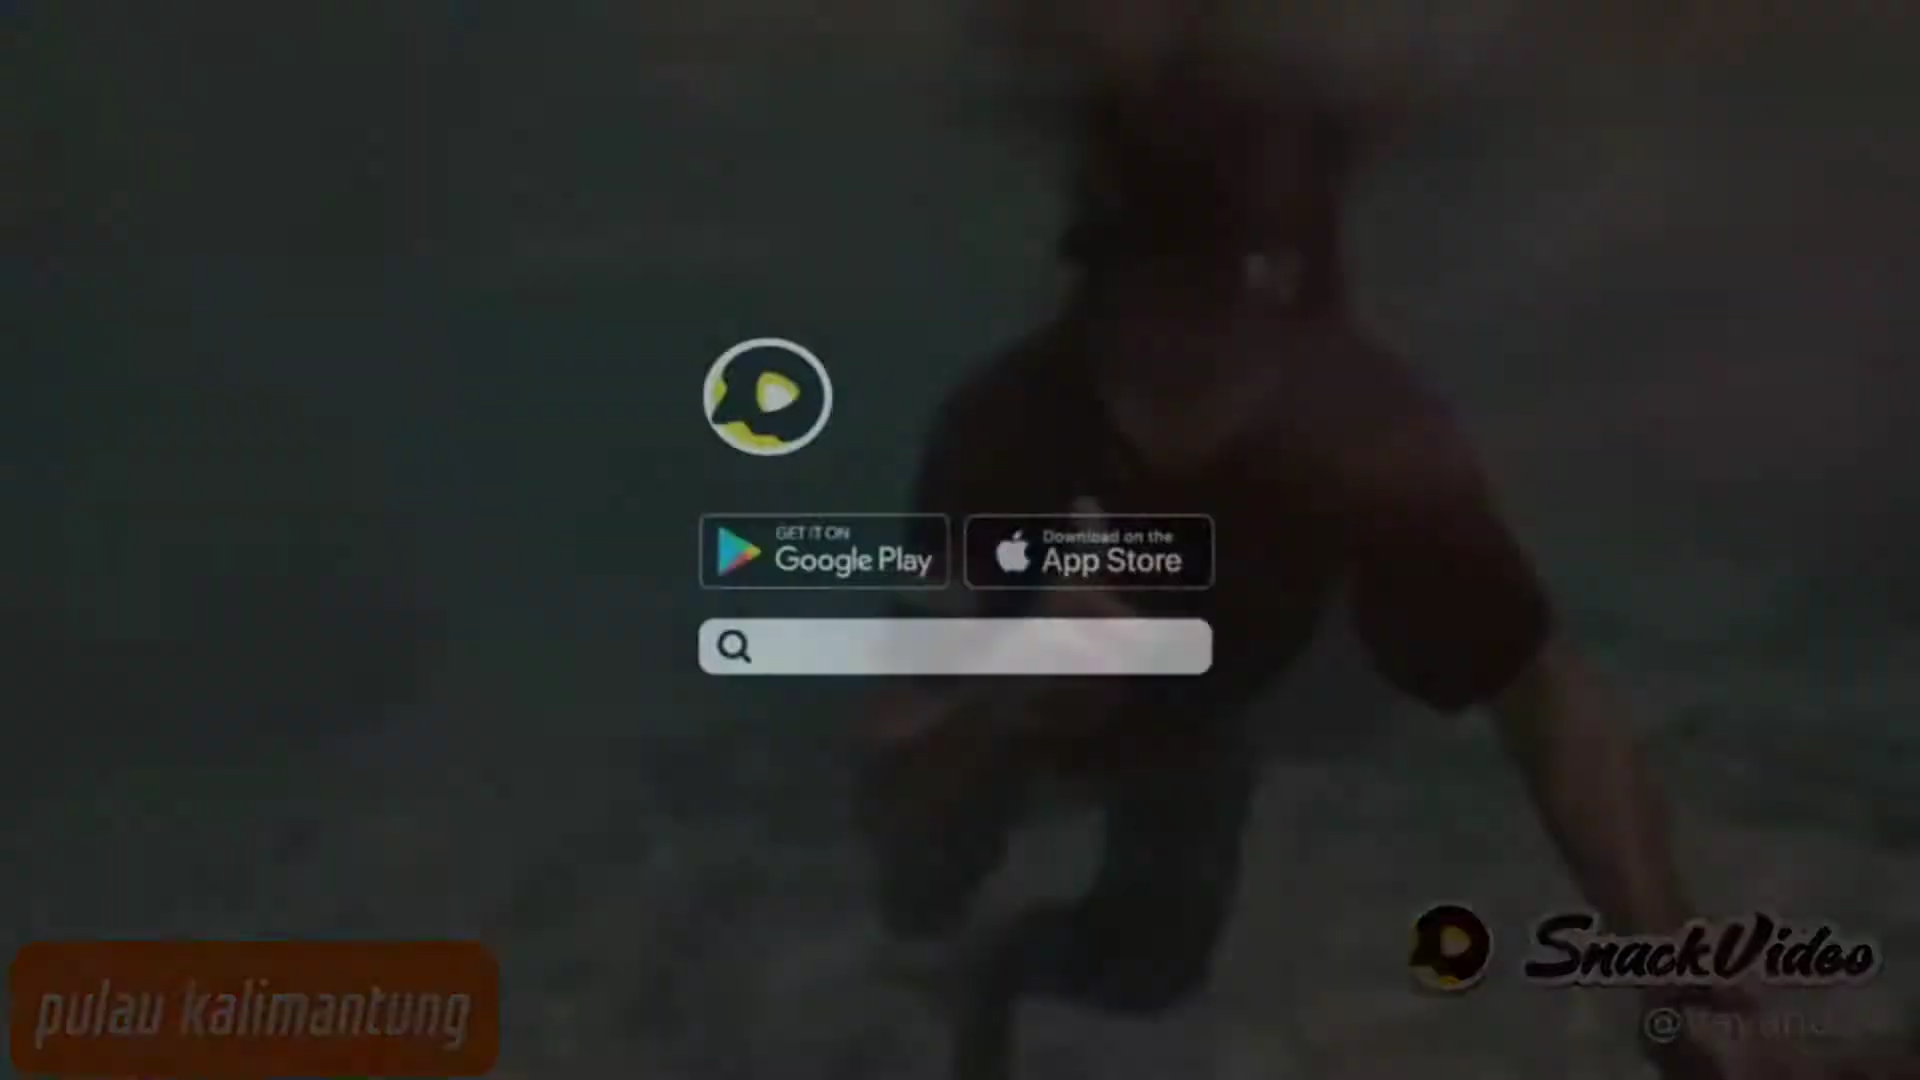 GET IT ON
Google Play
Download on the
App Store
SnackVideo
pulau kalimantung